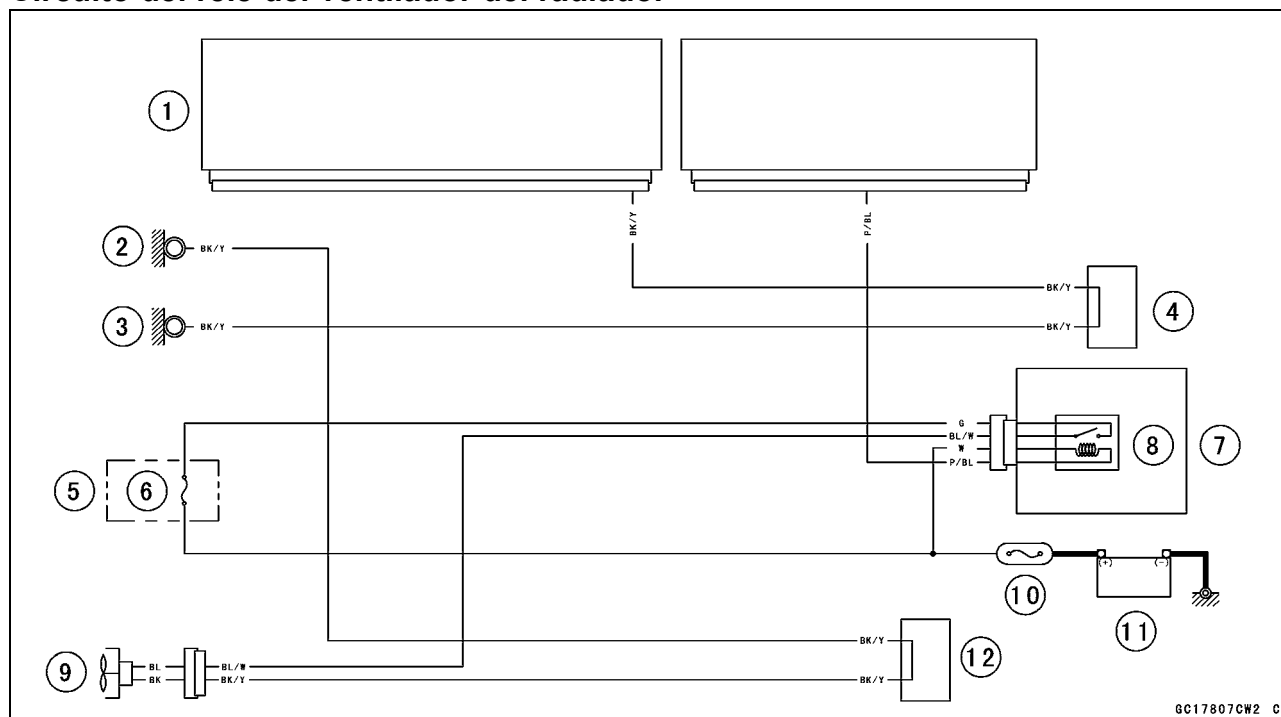 Circuito del relé del ventilador del radiador
1
BK/Y
P/BL
2
BK/Y
BK/Y
4
3
BK/Y
BK/Y
G
BL/W
W
P/BL
8
7
5
6
(+)
(-)
10
11
BK/Y
12
9
BL
BL/W
BK
BK/Y
BK/Y
GC17807CW2 C